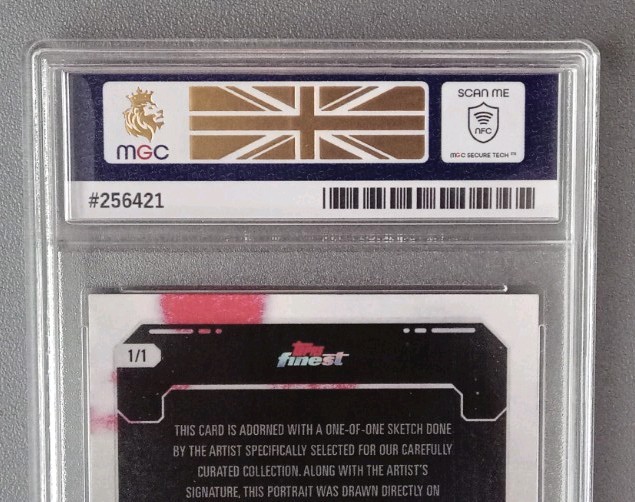 SCAN ME
NFC
MGC
MGC SECURE TECH™
#256421
1/1
Topps
finest
THIS CARD IS ADORNED WITH A ONE-OF-ONE SKETCH DONE
BY THE ARTIST SPECIFICALLY SELECTED FOR OUR CAREFULLY
CURATED COLLECTION. ALONG WITH THE ARTIST'S
SIGNATURE, THIS PORTRAIT WAS DRAWN DIRECTLY ON